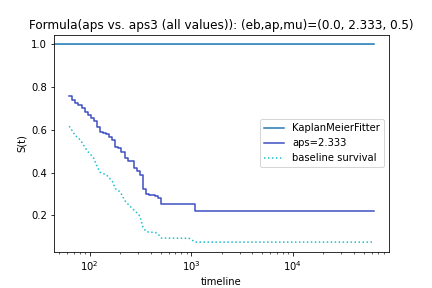 Formula(aps vs. aps3 (all values)): (eb,ap,mu)=(0.0, 2.333, 0.5)
1.0
0.8
0.6
0.4
0.2
S(t)
KaplanMeierFitter
aps=2.333
baseline survival
10²
10³
10⁴
timeline